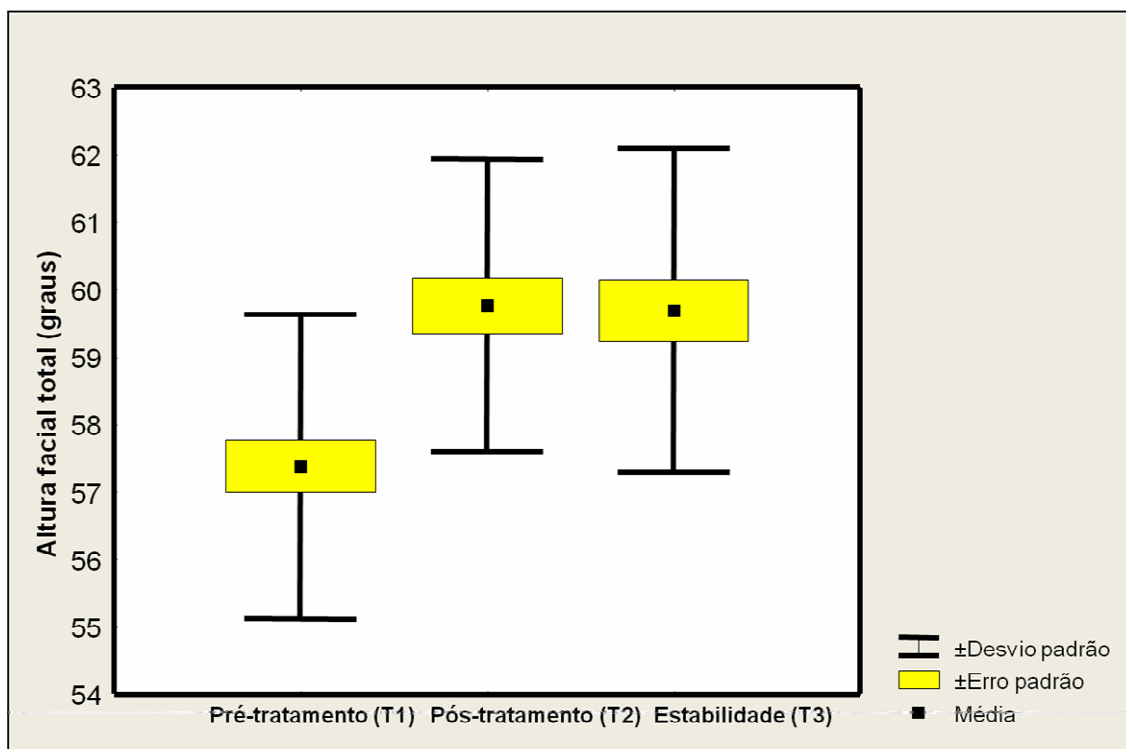 Altura facial total (graus)
63
62
61
60
59
58
57
56
55
54
Pré-tratamento (T1) Pós-tratamento (T2) Estabilidade (T3)
±Desvio padrão
±Erro padrão
Média